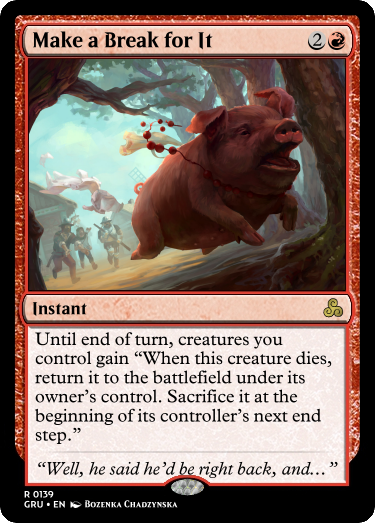 Make a Break for It 2
Instant
Until end of turn, creatures you
control gain “When this creature dies,
return it to the battlefield under its
owner’s control. Sacrifice it at the
beginning of its controller’s next end
step.”
“Well, he said he’d be right back, and…”
R 0139
GRU • EN Bozenka Chadzynska